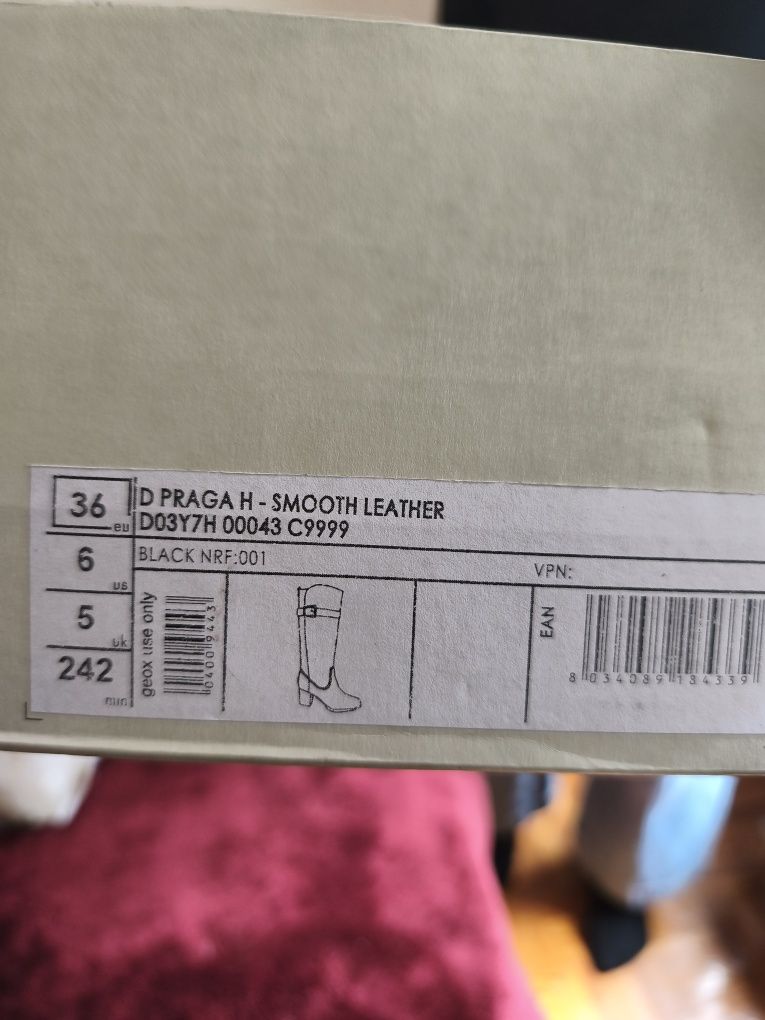 36 eu
D PRAGA H - SMOOTH LEATHER
D03Y7H 00043 C9999
6 us
BLACK NRF:001
VPN:
5 uk
242 mm
geox use only
0400194431
EAN
8 034089 184339